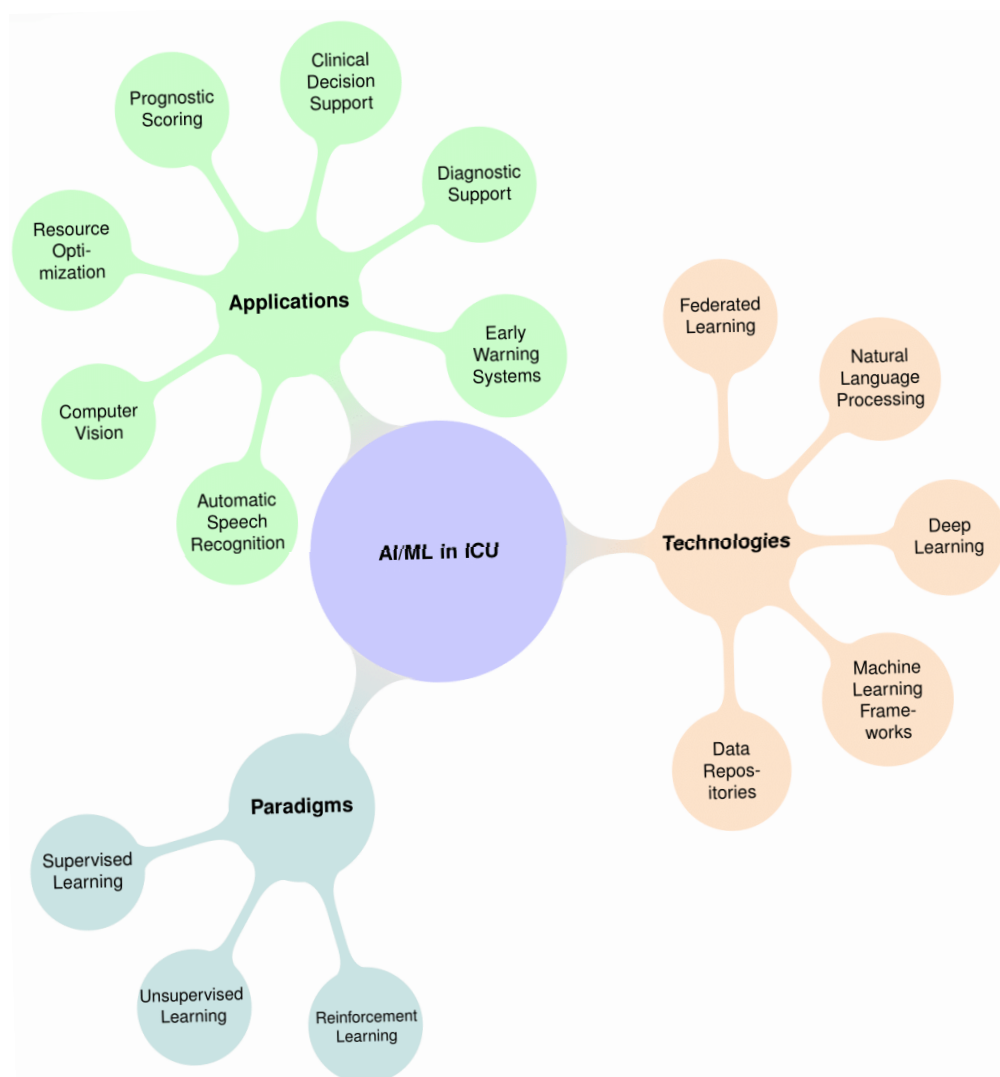 Clinical
Decision
Support
Prognostic
Scoring
Diagnostic
Support
Resource
Opti-
mization
Applications
Early
Warning
Systems
Computer
Vision
Automatic
Speech
Recognition
AI/ML in ICU
Federated
Learning
Natural
Language
Processing
Technologies
Deep
Learning
Machine
Learning
Frame-
works
Data
Repos-
itories
Paradigms
Supervised
Learning
Unsupervised
Learning
Reinforcement
Learning